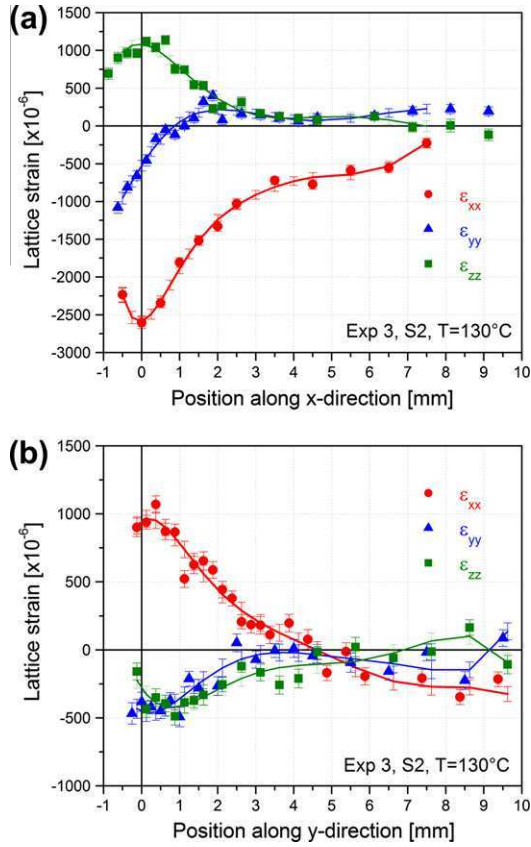 (a)
1500
1000
500
0
-500
-1000
-1500
-2000
-2500
-3000
Lattice strain [x10⁻⁶]
εxx
εyy
εzz
Exp 3, S2, T=130°C
-1 0 1 2 3 4 5 6 7 8 9 10
Position along x-direction [mm]
(b)
1500
1000
500
0
-500
-1000
Lattice strain [x10⁻⁶]
εxx
εyy
εzz
Exp 3, S2, T=130°C
-1 0 1 2 3 4 5 6 7 8 9 10
Position along y-direction [mm]